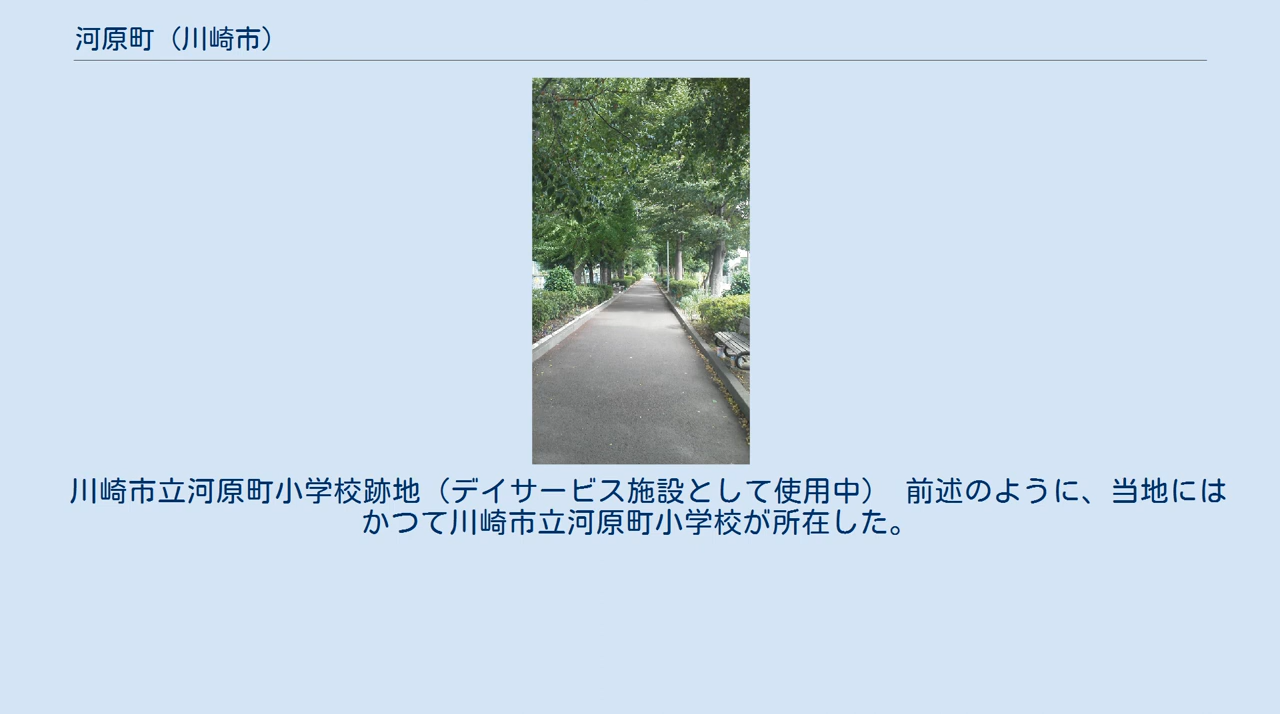 河原町（川崎市）
川崎市立河原町小学校跡地（デイサービス施設として使用中） 前述のように、当地には
かつて川崎市立河原町小学校が所在した。